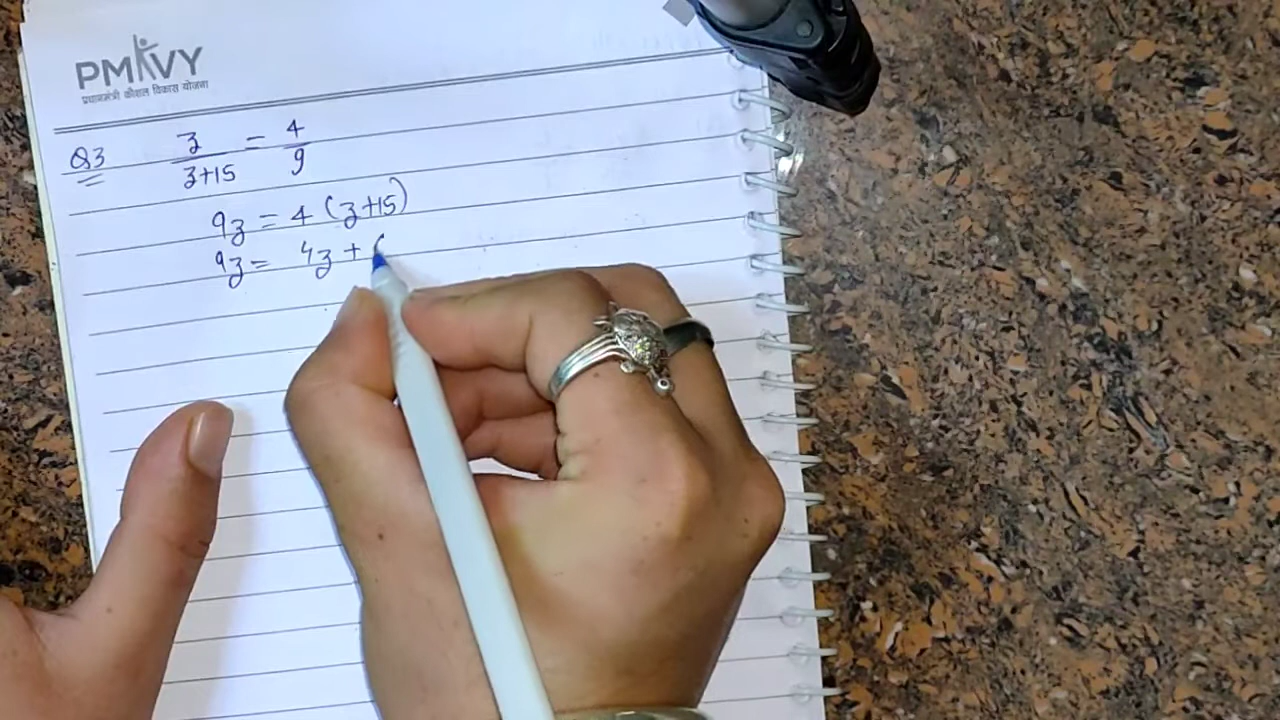 PMKVY
प्रधानमंत्री कौशल विकास योजना
Q3 z/z+15 = 4/9
9z = 4 (z+15)
9z = 4z +